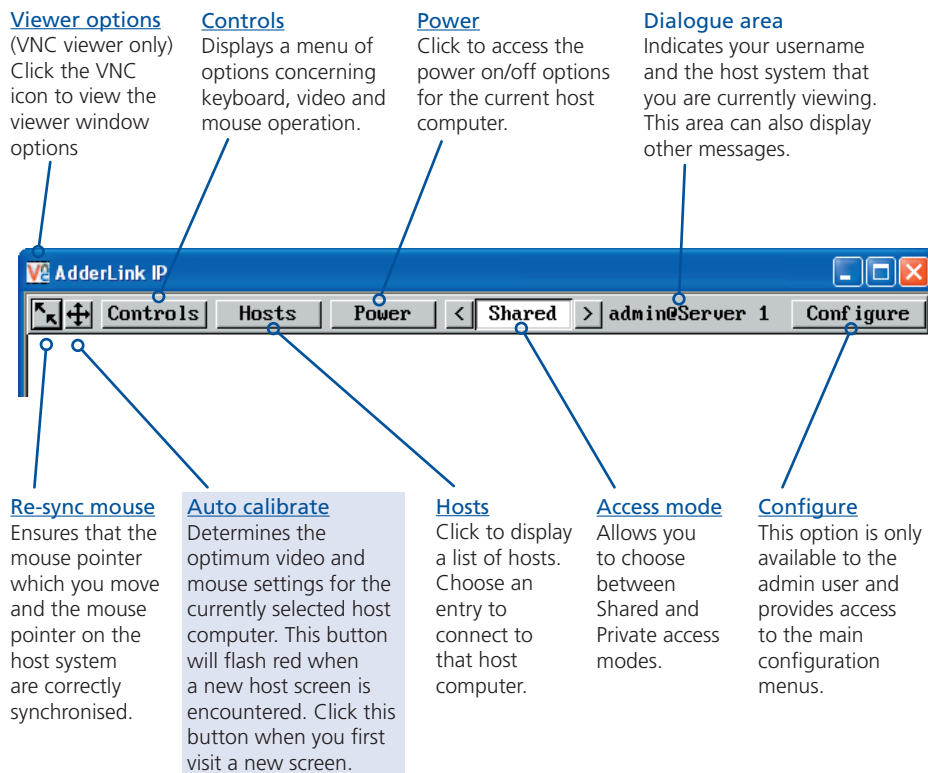 Viewer options
(VNC viewer only)
Click the VNC
icon to view the
viewer window
options
Controls
Displays a menu of
options concerning
keyboard, video and
mouse operation.
Power
Click to access the
power on/off options
for the current host
computer.
Dialogue area
Indicates your username
and the host system that
you are currently viewing.
This area can also display
other messages.
AdderLink IP
Controls Hosts Power < Shared > admin@Server 1 Configure
Re-sync mouse
Ensures that the
mouse pointer
which you move
and the mouse
pointer on the
host system
are correctly
synchronised.
Auto calibrate
Determines the
optimum video and
mouse settings for the
currently selected host
computer. This button
will flash red when
a new host screen is
encountered. Click this
button when you first
visit a new screen.
Hosts
Click to display
a list of hosts.
Choose an
entry to
connect to
that host
computer.
Access mode
Allows you
to choose
between
Shared and
Private access
modes.
Configure
This option is only
available to the
admin user and
provides access
to the main
configuration
menus.